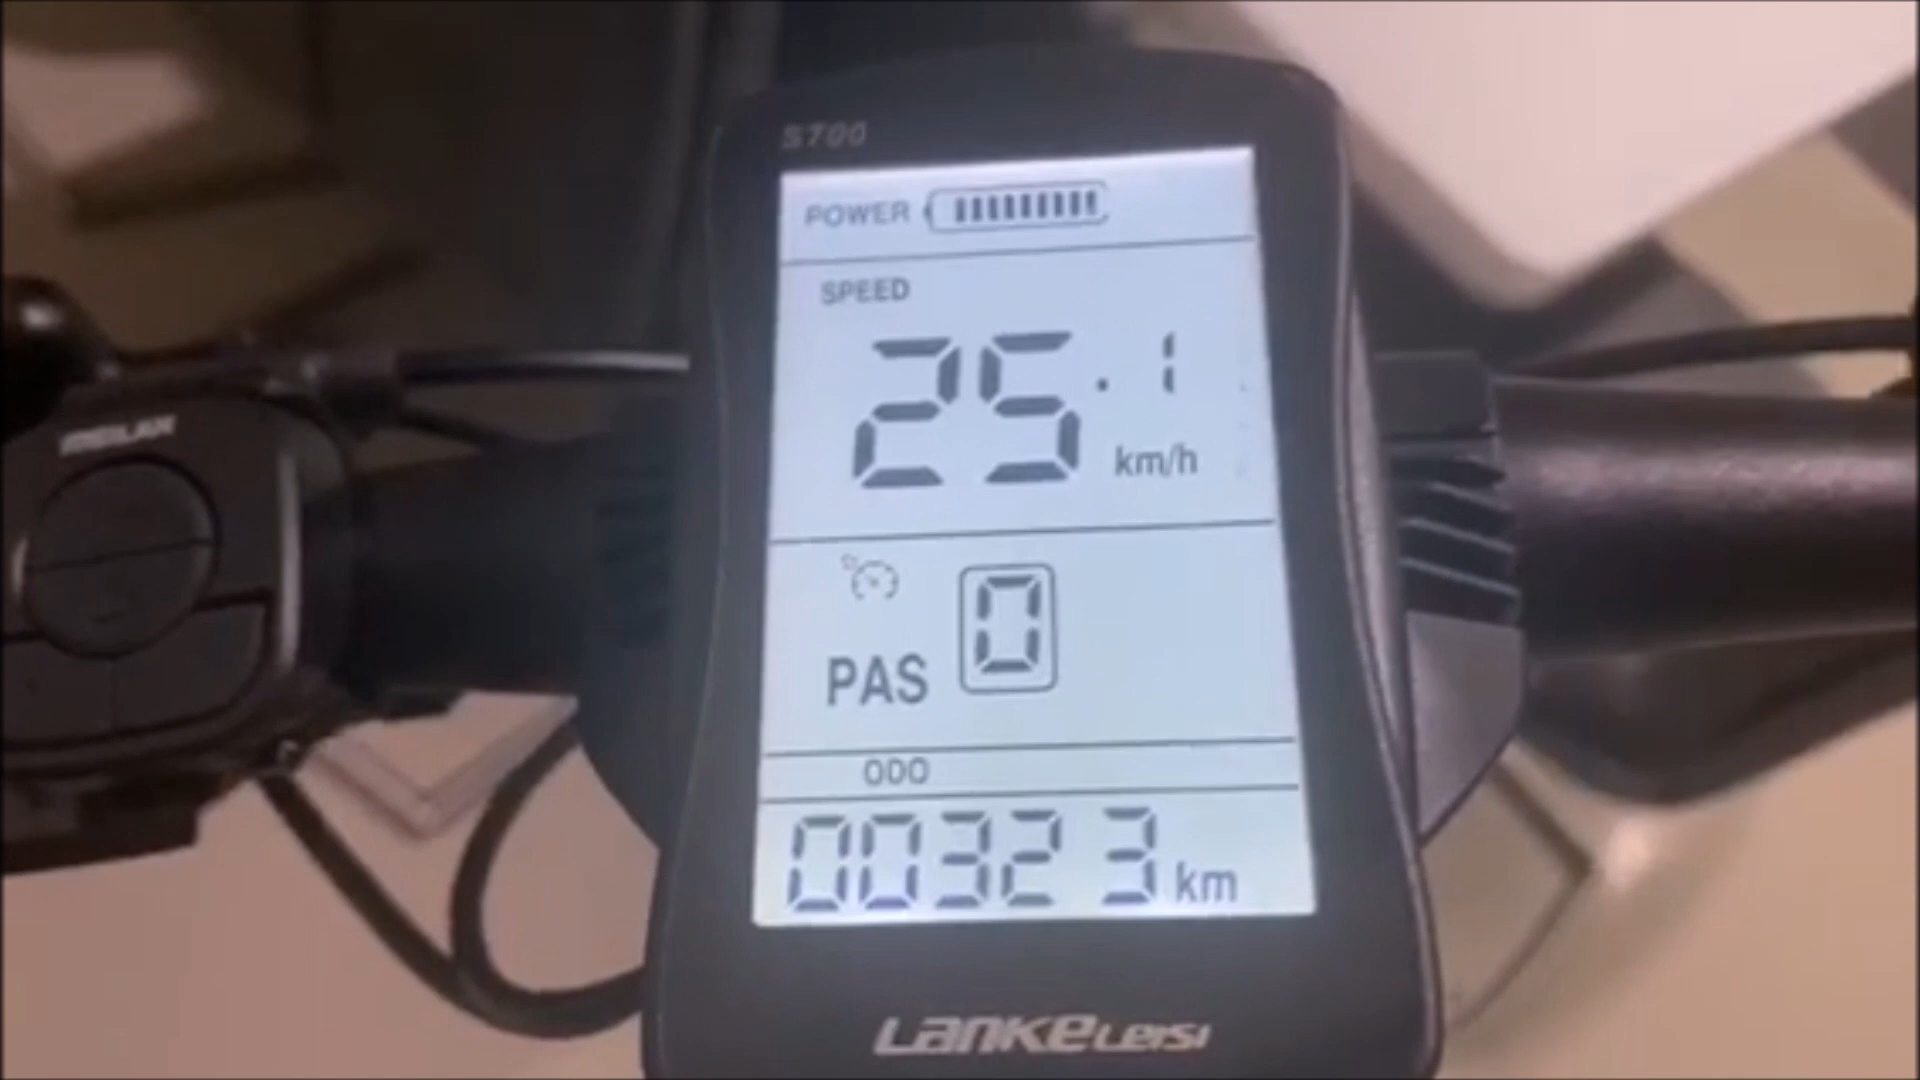 S700
POWER
SPEED
25.1
km/h
PAS 0
ODO
00323 km
LANKELEISI